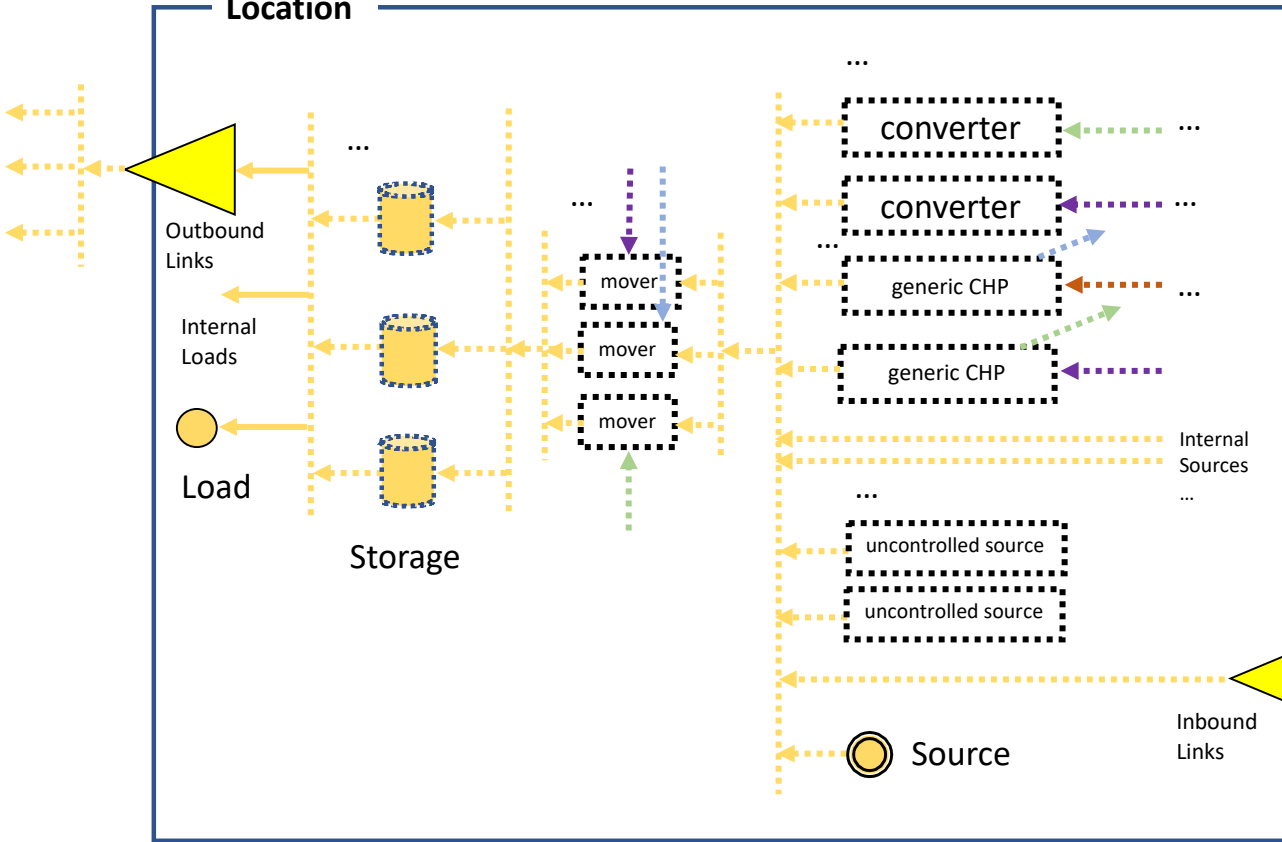 Location
...
converter
...
converter
...
...
generic CHP
...
generic CHP
Internal
Sources
...
...
uncontrolled source
uncontrolled source
Inbound
Links
Source
...
mover
mover
mover
...
Storage
Outbound
Links
Internal
Loads
Load